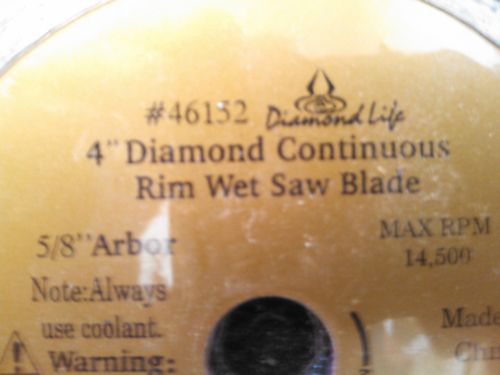 #46152 Diamond Life
4" Diamond Continuous
Rim Wet Saw Blade
5/8" Arbor
MAX RPM
14,500
Note: Always
use coolant.
Warning:
Made